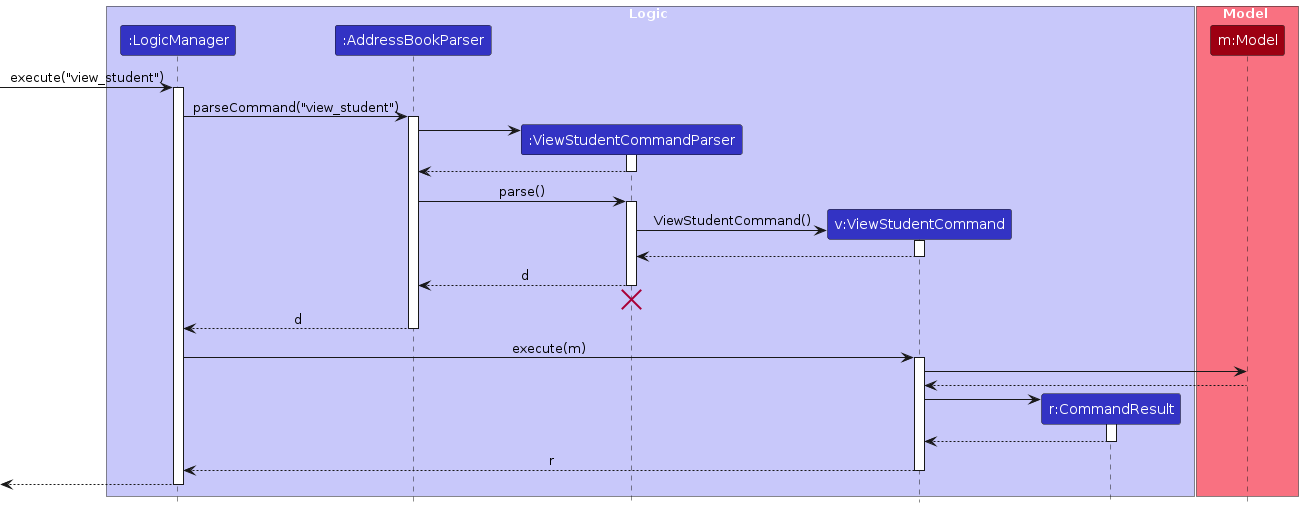 Logic
Model
:LogicManager
:AddressBookParser
m:Model
execute("view_student")
parseCommand("view_student")
:ViewStudentCommandParser
parse()
ViewStudentCommand()
v:ViewStudentCommand
d
d
execute(m)
r:CommandResult
r